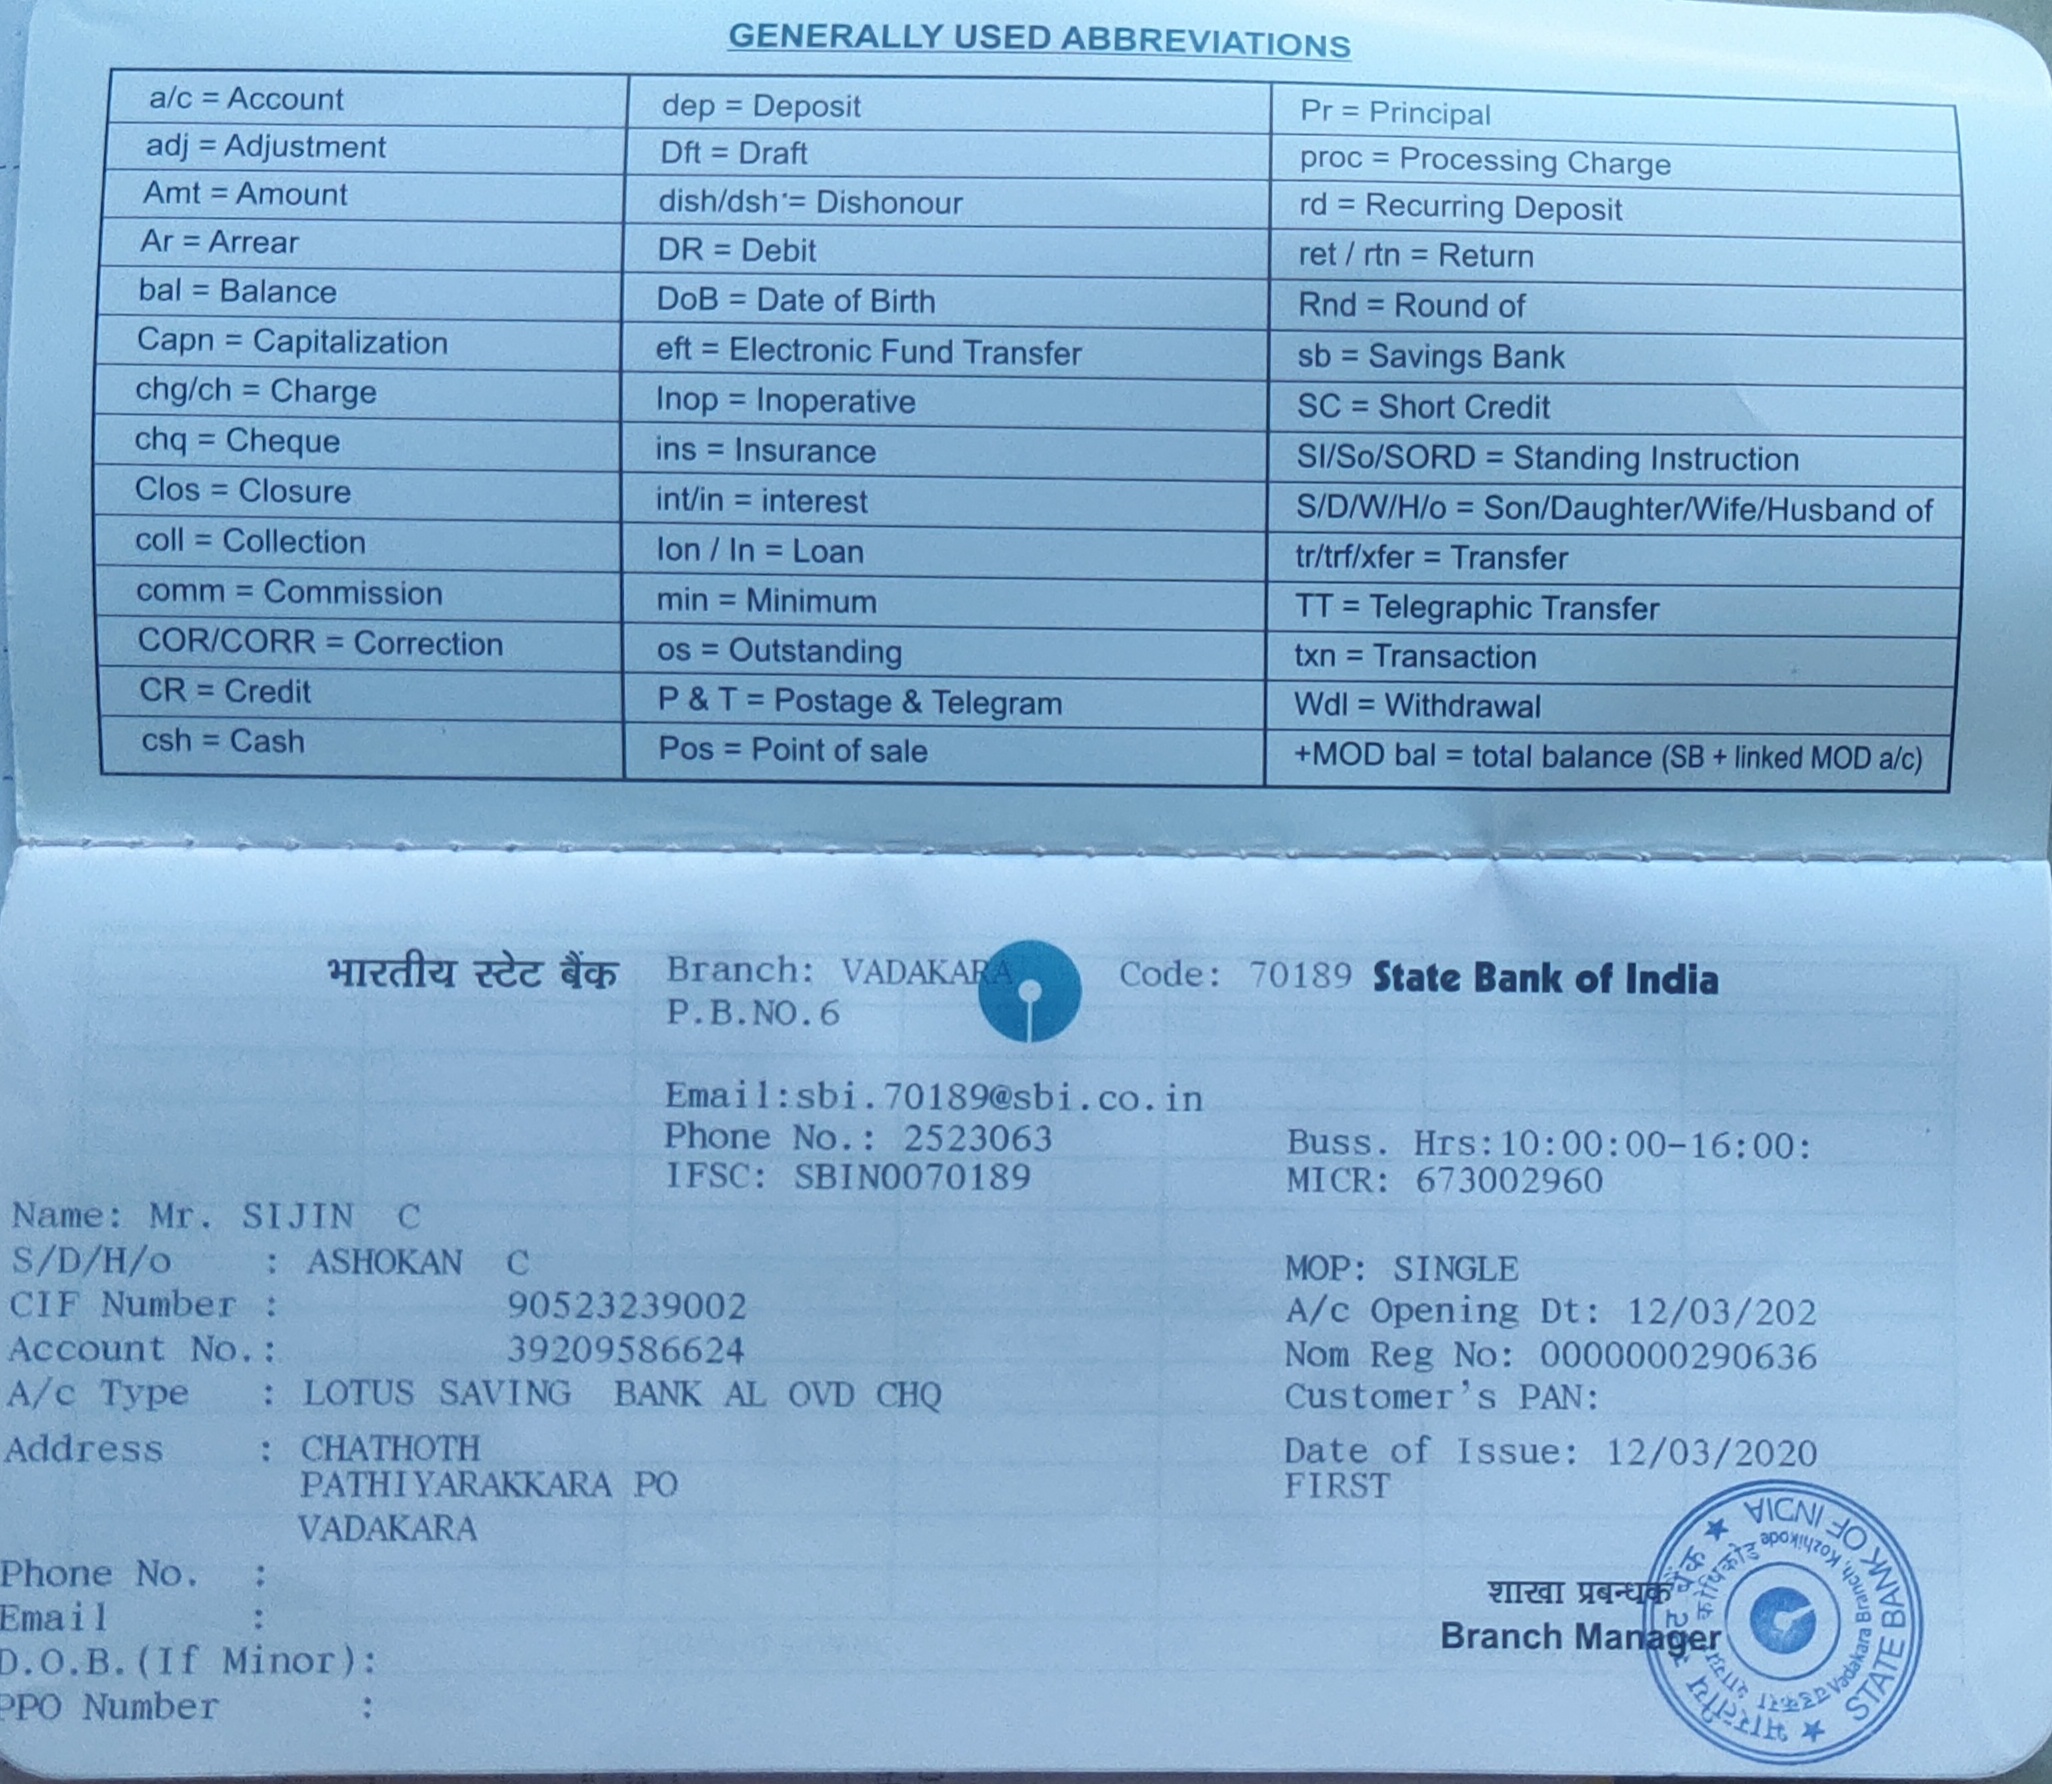 GENERALLY USED ABBREVIATIONS
a/c = Account
adj = Adjustment
Amt = Amount
Ar = Arrear
bal = Balance
Capn = Capitalization
chg/ch = Charge
chq = Cheque
Clos = Closure
coll = Collection
comm = Commission
COR/CORR = Correction
CR = Credit
csh = Cash
dep = Deposit
Dft = Draft
dish/dsh = Dishonour
DR = Debit
DoB = Date of Birth
eft = Electronic Fund Transfer
Inop = Inoperative
ins = Insurance
int/in = interest
lon / ln = Loan
min = Minimum
os = Outstanding
P & T = Postage & Telegram
Pos = Point of sale
Pr = Principal
proc = Processing Charge
rd = Recurring Deposit
ret / rtn = Return
Rnd = Round of
sb = Savings Bank
SC = Short Credit
SI/So/SORD = Standing Instruction
S/D/W/H/o = Son/Daughter/Wife/Husband of
tr/trf/xfer = Transfer
TT = Telegraphic Transfer
txn = Transaction
Wdl = Withdrawal
+MOD bal = total balance (SB + linked MOD a/c)
भारतीय स्टेट बैंक Branch: VADAKARA Code: 70189 State Bank of India
P.B.NO.6
Email:sbi.70189@sbi.co.in
Phone No.: 2523063 Buss. Hrs:10:00:00-16:00:
IFSC: SBIN0070189 MICR: 673002960
Name: Mr. SIJIN C
S/D/H/o : ASHOKAN C MOP: SINGLE
CIF Number : 90523239002 A/c Opening Dt: 12/03/202
Account No.: 39209586624 Nom Reg No: 0000000290636
A/c Type : LOTUS SAVING BANK AL OVD CHQ Customer's PAN:
Address : CHATHOTH Date of Issue: 12/03/2020
PATHIYARAKKARA PO FIRST
VADAKARA
Phone No. :
Email :
D.O.B.(If Minor):
PPO Number :
शाखा प्रबन्धक
Branch Manager
STATE BANK OF INDIA
Vadakara Branch, Kozhikode